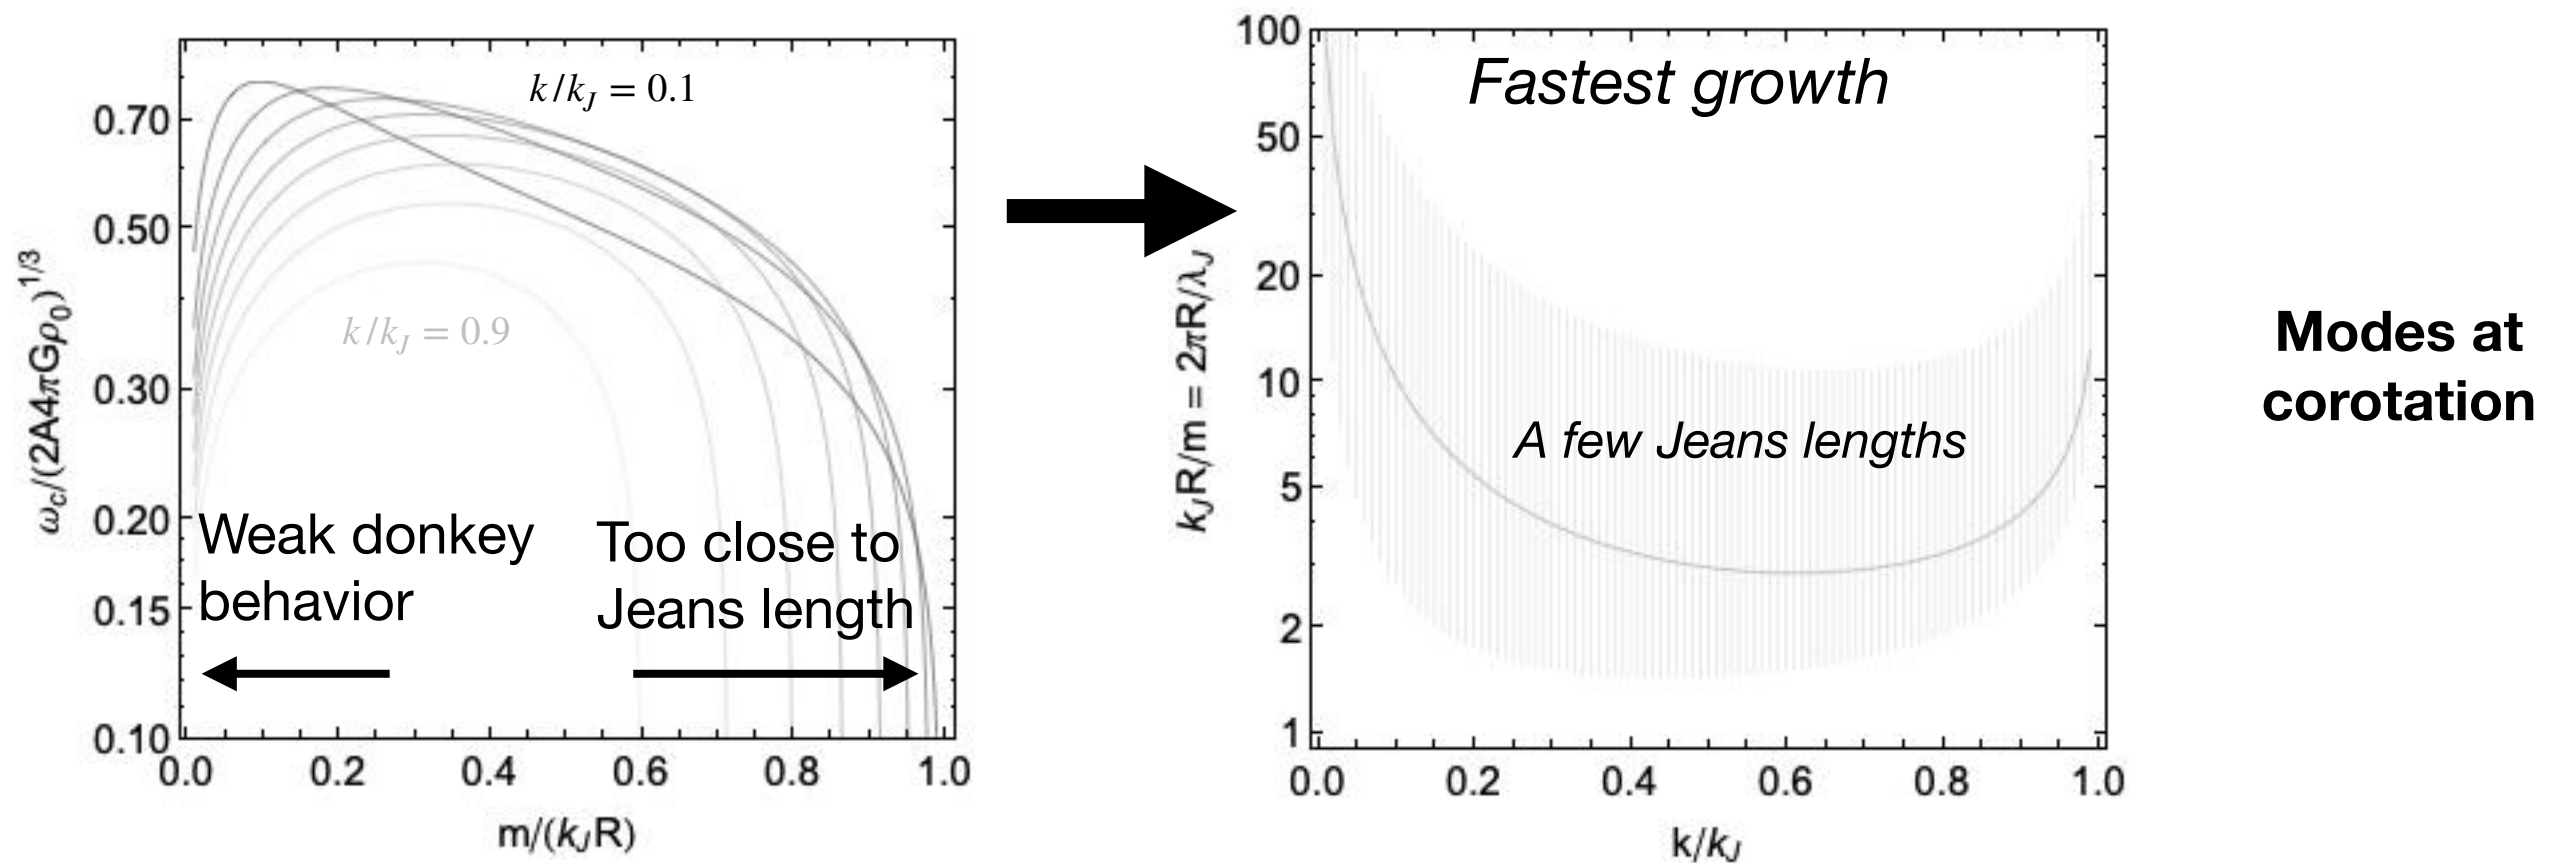 k/k_J = 0.1
k/k_J = 0.9
Weak donkey
behavior
Too close to
Jeans length
0.70
0.50
0.30
0.20
0.15
0.10
0.0 0.2 0.4 0.6 0.8 1.0
m/(k_JR)
ω_c/(2A4πGρ_0)^1/3
Fastest growth
A few Jeans lengths
100
50
20
10
5
2
1
0.0 0.2 0.4 0.6 0.8 1.0
k/k_J
k_JR/m = 2πR/λ_J
Modes at
corotation